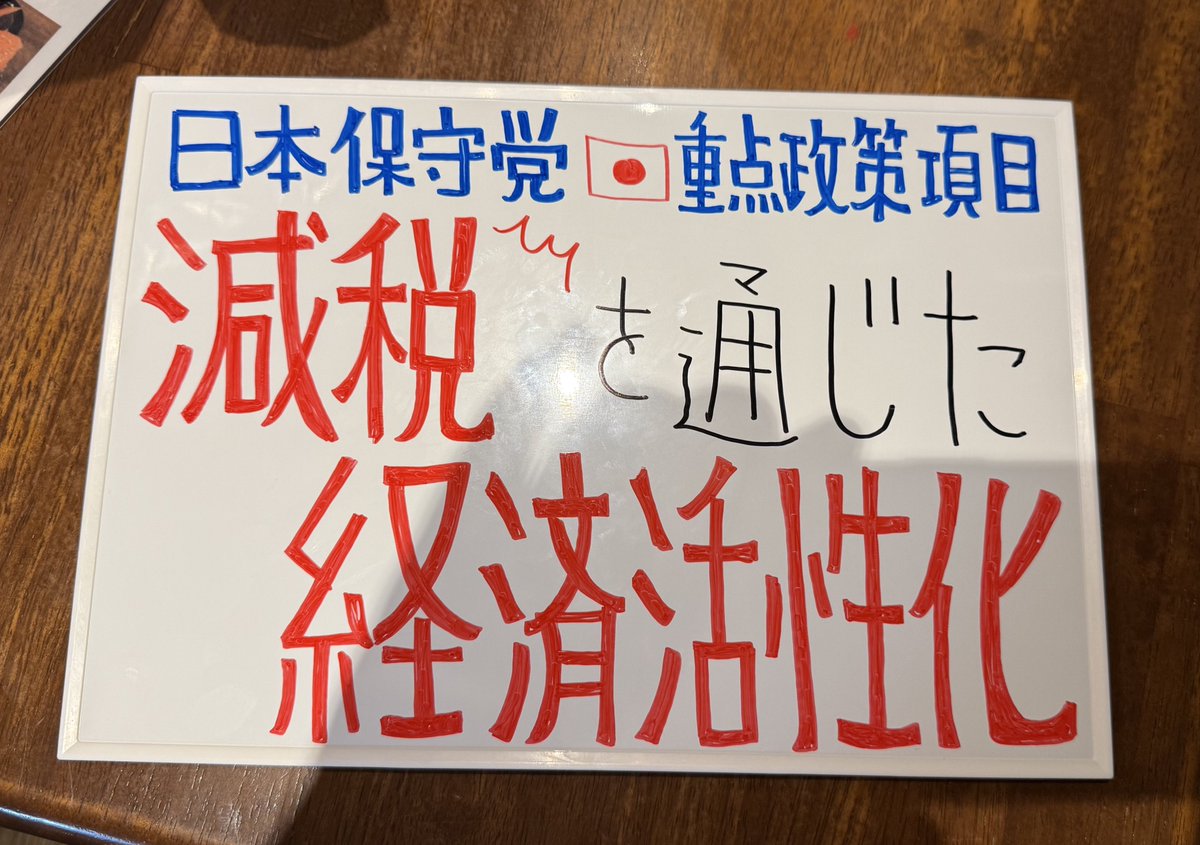 日本保守党 重点政策項目
減税を通じた
経済活性化